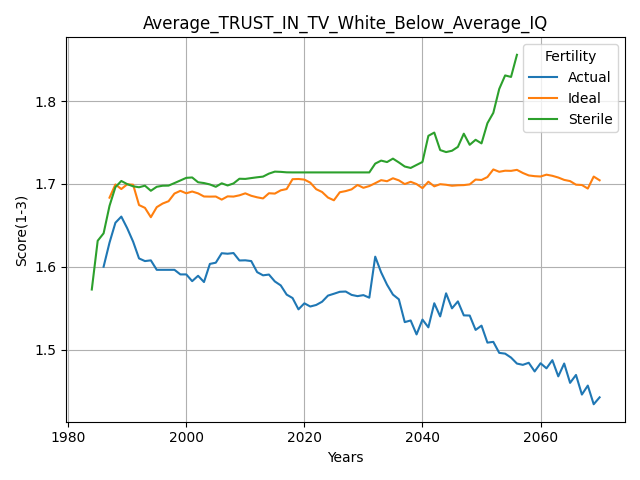 Average_TRUST_IN_TV_White_Below_Average_IQ
Score(1-3)
1.8
1.7
1.6
1.5
1980
2000
2020
2040
2060
Years
Fertility
Actual
Ideal
Sterile